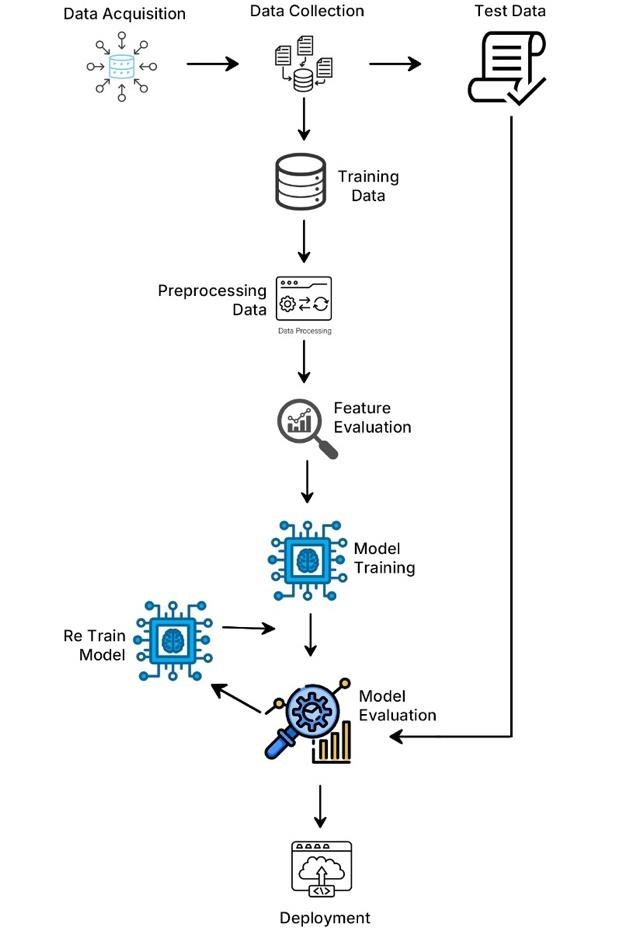 Data Acquisition
Data Collection
Test Data
Training
Data
Preprocessing
Data
Data Processing
Feature
Evaluation
Model
Training
Re Train
Model
Model
Evaluation
Deployment